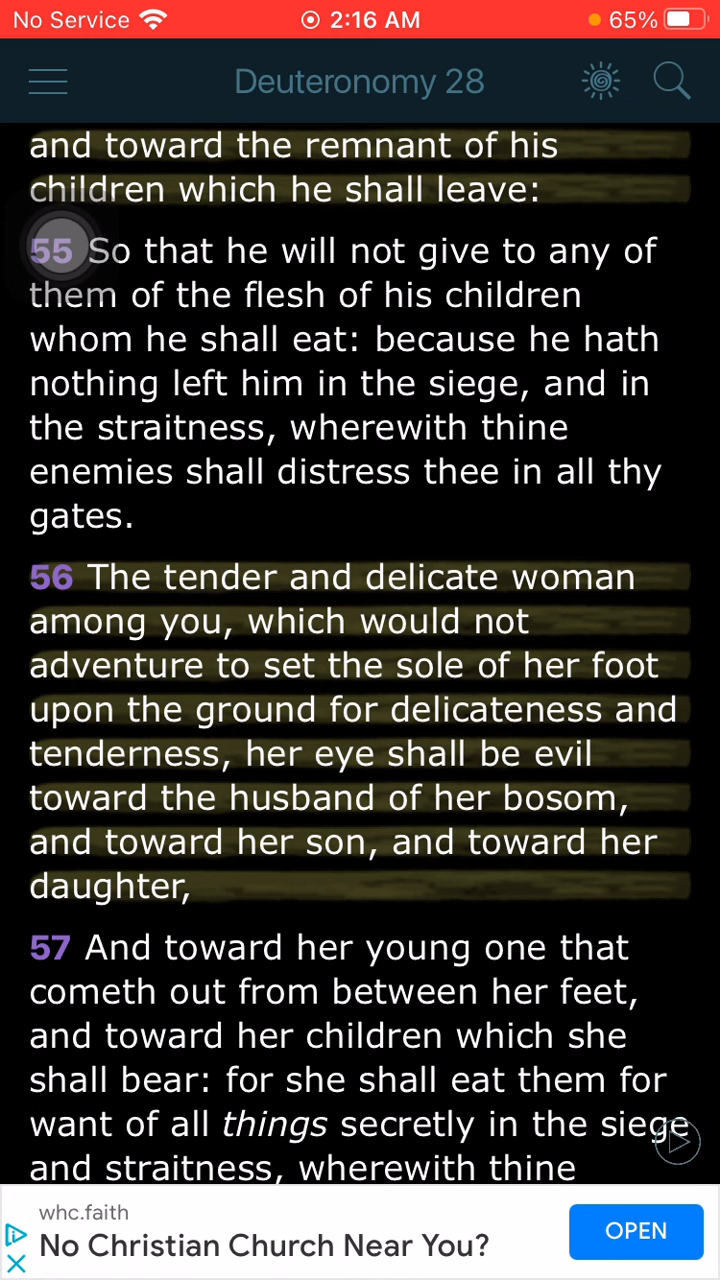 No Service 2:16 AM 65%
Deuteronomy 28
and toward the remnant of his
children which he shall leave:
55 So that he will not give to any of
them of the flesh of his children
whom he shall eat: because he hath
nothing left him in the siege, and in
the straitness, wherewith thine
enemies shall distress thee in all thy
gates.
56 The tender and delicate woman
among you, which would not
adventure to set the sole of her foot
upon the ground for delicateness and
tenderness, her eye shall be evil
toward the husband of her bosom,
and toward her son, and toward her
daughter,
57 And toward her young one that
cometh out from between her feet,
and toward her children which she
shall bear: for she shall eat them for
want of all things secretly in the siege
and straitness, wherewith thine
whc.faith
No Christian Church Near You?
OPEN